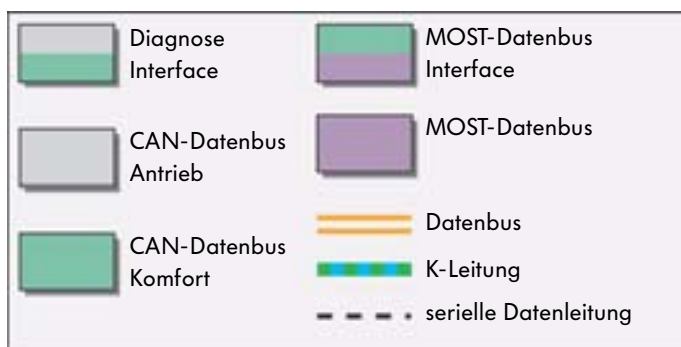 Diagnose
Interface
CAN-Datenbus
Antrieb
CAN-Datenbus
Komfort
MOST-Datenbus
Interface
MOST-Datenbus
Datenbus
K-Leitung
serielle Datenleitung